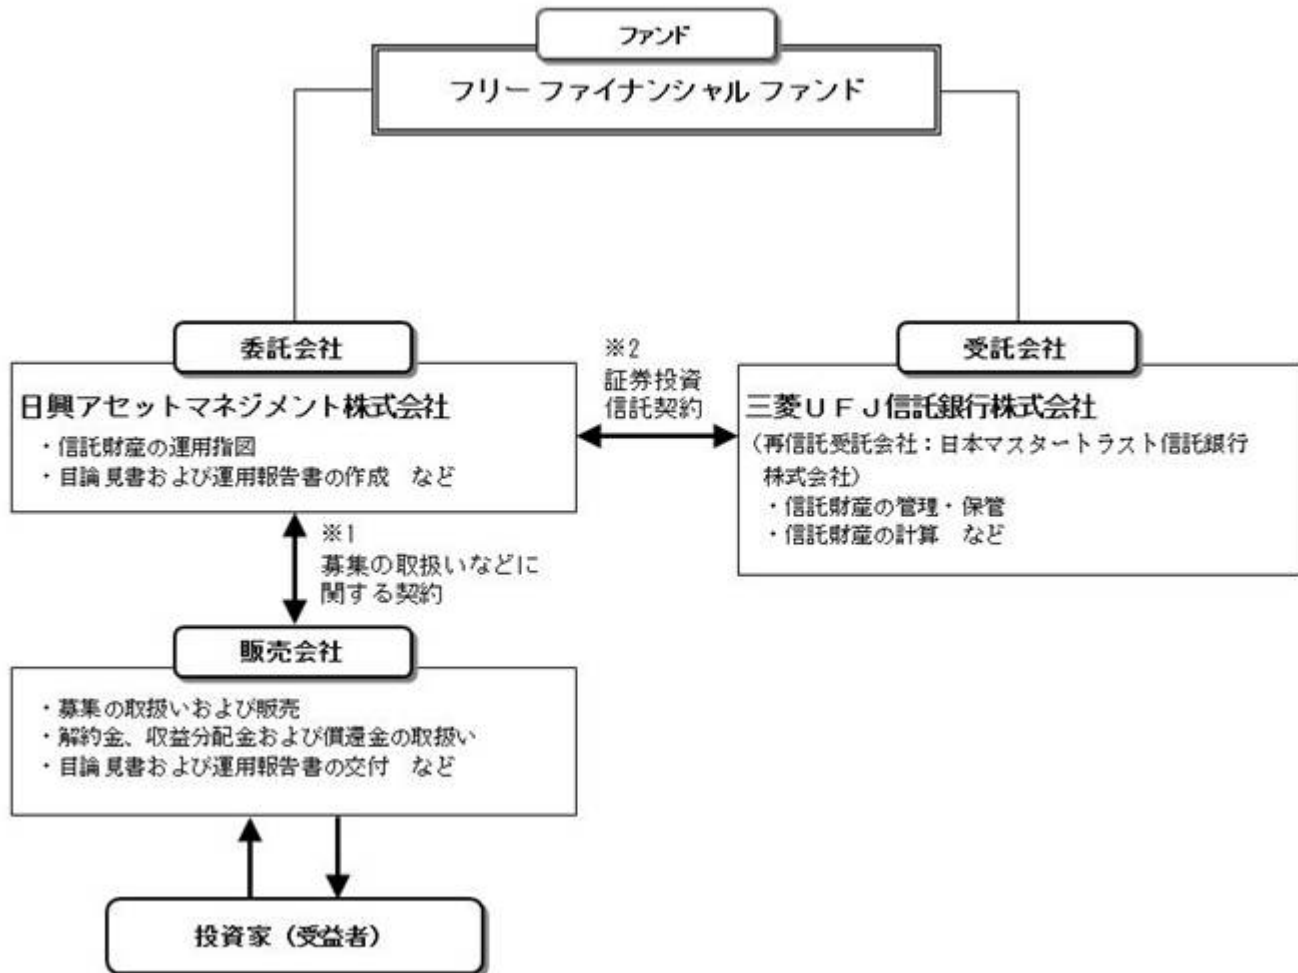 ファンド
フリー ファイナンシャル ファンド
委託会社
日興アセットマネジメント株式会社
・信託財産の運用指図
・目論見書および運用報告書の作成　など
※2
証券投資
信託契約
受託会社
三菱ＵＦＪ信託銀行株式会社
（再信託受託会社：日本マスタートラスト信託銀行
株式会社）
・信託財産の管理・保管
・信託財産の計算　など
※1
募集の取扱いなどに
関する契約
販売会社
・募集の取扱いおよび販売
・解約金、収益分配金および償還金の取扱い
・目論見書および運用報告書の交付　など
投資家（受益者）